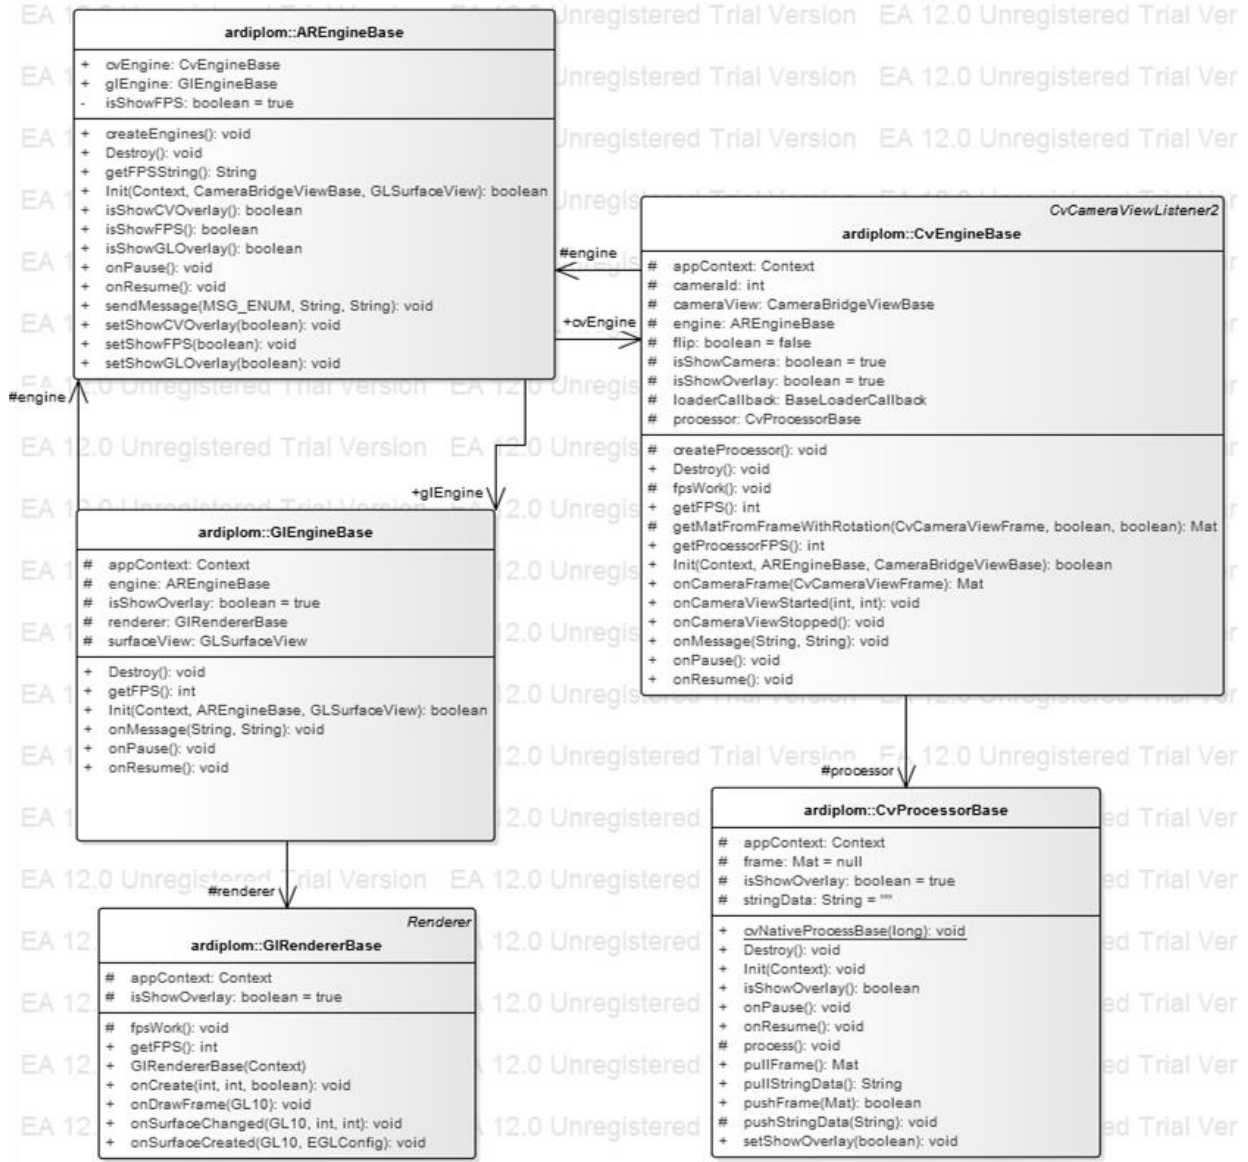 ardiplom::AREngineBase
+ cvEngine: CvEngineBase
+ glEngine: GlEngineBase
- isShowFPS: boolean = true
+ createEngines(): void
+ Destroy(): void
+ getFPSString(): String
+ Init(Context, CameraBridgeViewBase, GLSurfaceView): boolean
+ isShowCVOverlay(): boolean
+ isShowFPS(): boolean
+ isShowGLOverlay(): boolean
+ onPause(): void
+ onResume(): void
+ sendMessage(MSG_ENUM, String, String): void
+ setShowCVOverlay(boolean): void
+ setShowFPS(boolean): void
+ setShowGLOverlay(boolean): void
#engine
+cvEngine
#engine
+glEngine
CvCameraViewListener2
ardiplom::CvEngineBase
# appContext: Context
# cameraId: int
# cameraView: CameraBridgeViewBase
# engine: AREngineBase
# flip: boolean = false
# isShowCamera: boolean = true
# isShowOverlay: boolean = true
# loaderCallback: BaseLoaderCallback
# processor: CvProcessorBase
# createProcessor(): void
+ Destroy(): void
# fpsWork(): void
+ getFPS(): int
# getMatFromFrameWithRotation(CvCameraViewFrame, boolean, boolean): Mat
+ getProcessorFPS(): int
+ Init(Context, AREngineBase, CameraBridgeViewBase): boolean
+ onCameraFrame(CvCameraViewFrame): Mat
+ onCameraViewStarted(int, int): void
+ onCameraViewStopped(): void
+ onMessage(String, String): void
+ onPause(): void
+ onResume(): void
ardiplom::GlEngineBase
# appContext: Context
# engine: AREngineBase
# isShowOverlay: boolean = true
# renderer: GlRendererBase
# surfaceView: GLSurfaceView
+ Destroy(): void
+ getFPS(): int
+ Init(Context, AREngineBase, GLSurfaceView): boolean
+ onMessage(String, String): void
+ onPause(): void
+ onResume(): void
#renderer
#processor
Renderer
ardiplom::GlRendererBase
# appContext: Context
# isShowOverlay: boolean = true
# fpsWork(): void
+ getFPS(): int
+ GlRendererBase(Context)
+ onCreate(int, int, boolean): void
+ onDrawFrame(GL10): void
+ onSurfaceChanged(GL10, int, int): void
+ onSurfaceCreated(GL10, EGLConfig): void
ardiplom::CvProcessorBase
# appContext: Context
# frame: Mat = null
# isShowOverlay: boolean = true
# stringData: String = ""
+ cvNativeProcessBase(long): void
+ Destroy(): void
+ Init(Context): void
+ isShowOverlay(): boolean
+ onPause(): void
+ onResume(): void
# process(): void
+ pullFrame(): Mat
+ pullStringData(): String
+ pushFrame(Mat): boolean
# pushStringData(String): void
+ setShowOverlay(boolean): void
EA 12.0 Unregistered Trial Version